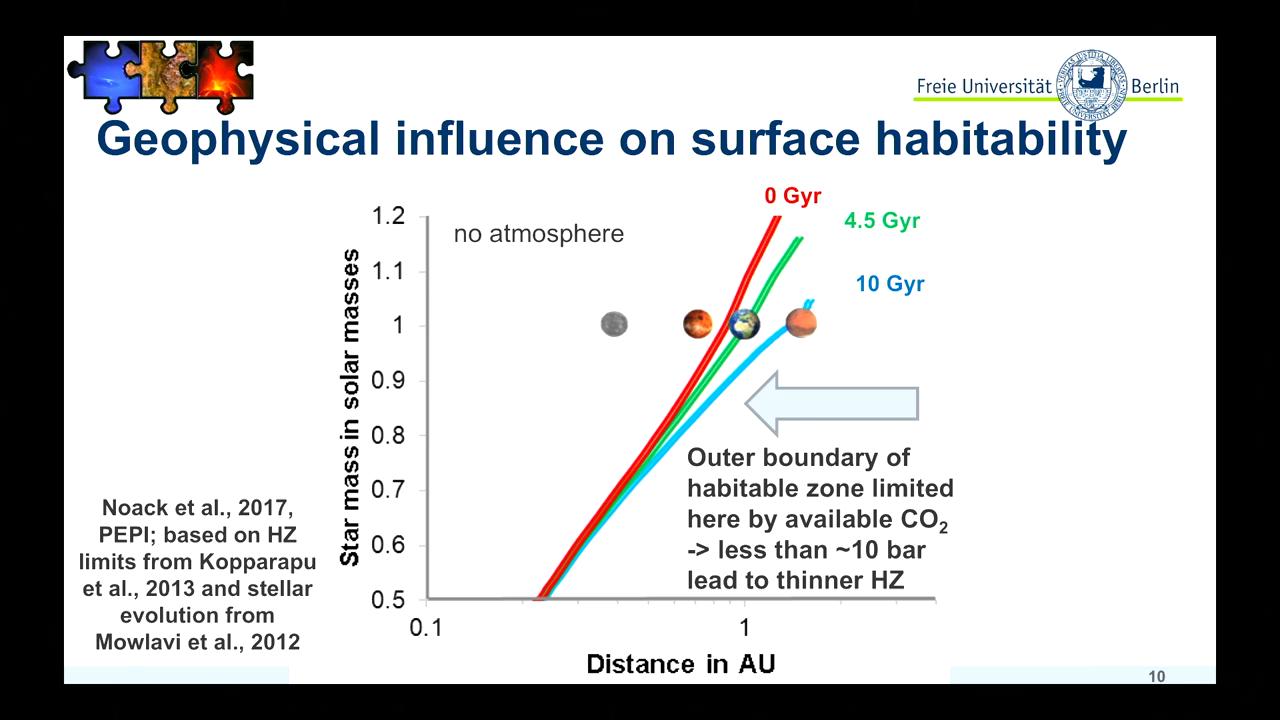 Freie Universität Berlin
Geophysical influence on surface habitability
0 Gyr
4.5 Gyr
10 Gyr
no atmosphere
Star mass in solar masses
1.2
1.1
1
0.9
0.8
0.7
0.6
0.5
0.1
1
Distance in AU
Outer boundary of
habitable zone limited
here by available CO₂
-> less than ~10 bar
lead to thinner HZ
Noack et al., 2017,
PEPI; based on HZ
limits from Kopparapu
et al., 2013 and stellar
evolution from
Mowlavi et al., 2012
10